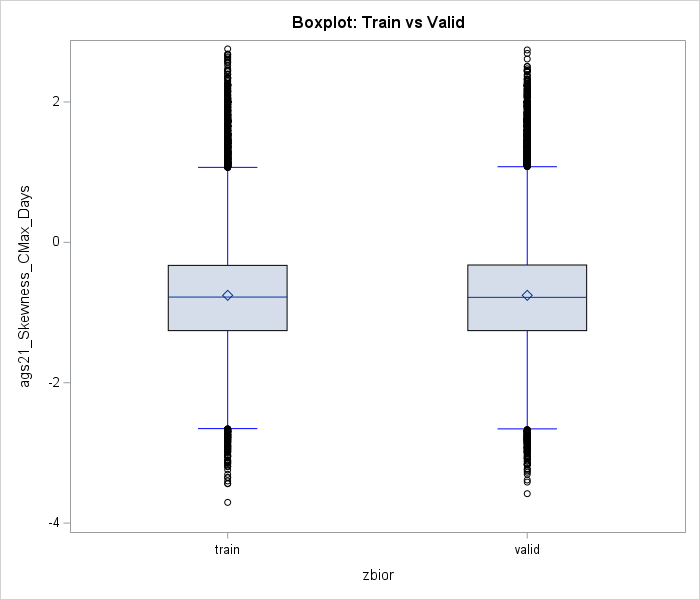 Boxplot: Train vs Valid
ags21_Skewness_CMax_Days
2
0
-2
-4
train
valid
zbior